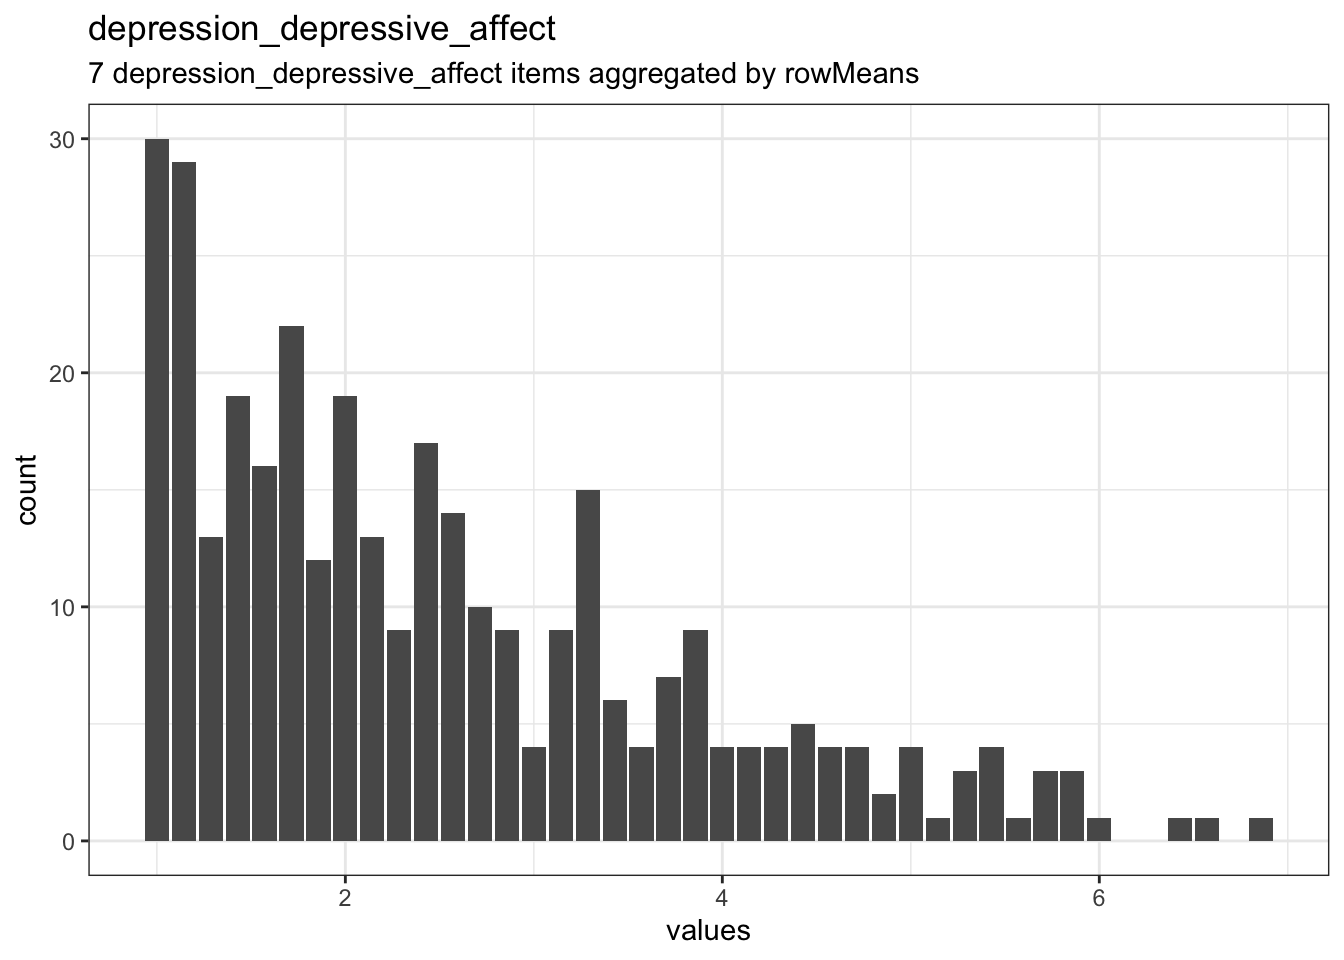 depression_depressive_affect
7 depression_depressive_affect items aggregated by rowMeans
30
20
10
0
count
2 4 6
values